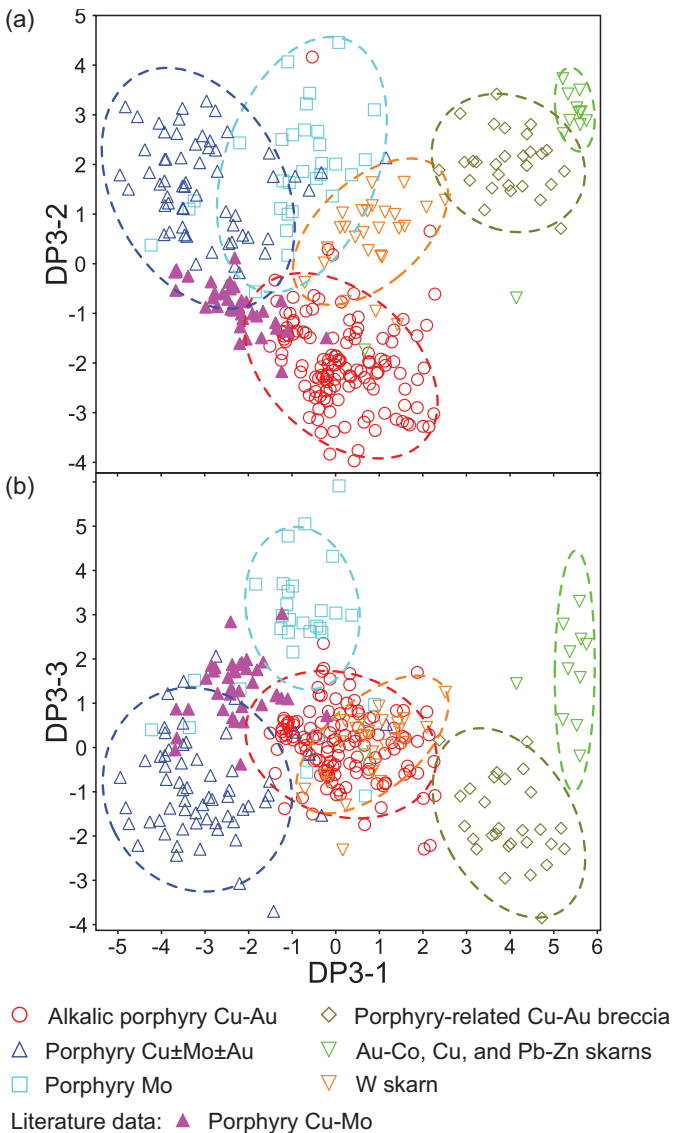 (a)
5
4
3
2
1
0
-1
-2
-3
-4
DP3-2
(b)
5
4
3
2
1
0
-1
-2
-3
-4
DP3-3
-5 -4 -3 -2 -1 0 1 2 3 4 5 6
DP3-1
Alkalic porphyry Cu-Au
Porphyry-related Cu-Au breccia
Porphyry Cu±Mo±Au
Au-Co, Cu, and Pb-Zn skarns
Porphyry Mo
W skarn
Literature data: Porphyry Cu-Mo